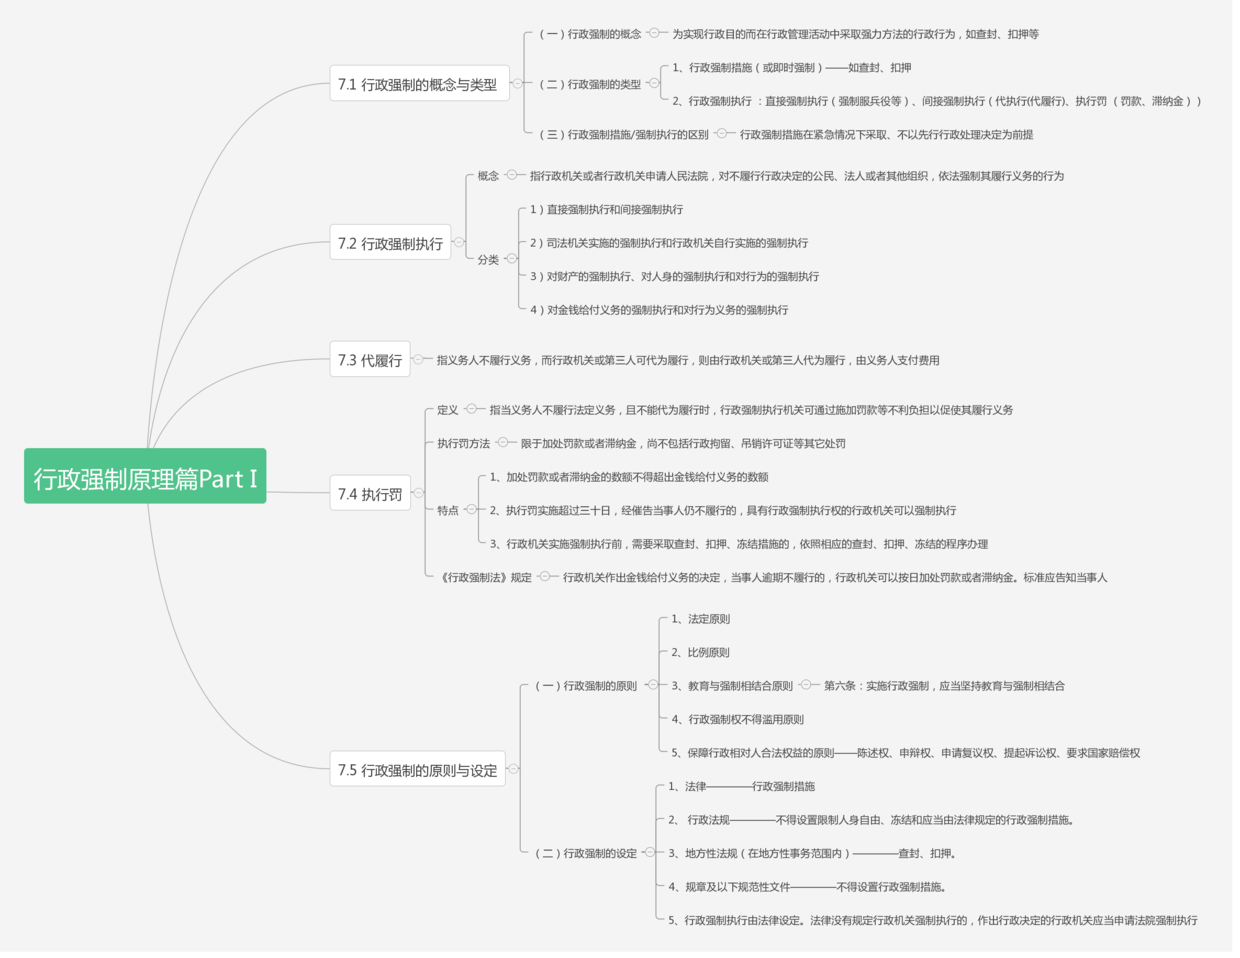 行政强制原理篇Part I
7.1 行政强制的概念与类型
（一）行政强制的概念
为实现行政目的而在行政管理活动中采取强力方法的行政行为，如查封、扣押等
（二）行政强制的类型
1、行政强制措施（或即时强制）——如查封、扣押
2、行政强制执行 ：直接强制执行（强制服兵役等）、间接强制执行（代执行(代履行)、执行罚 （ 罚款、滞纳金））
（三）行政强制措施/强制执行的区别
行政强制措施在紧急情况下采取、不以先行行政处理决定为前提
7.2 行政强制执行
概念
指行政机关或者行政机关申请人民法院，对不履行行政决定的公民、法人或者其他组织，依法强制其履行义务的行为
分类
1）直接强制执行和间接强制执行
2）司法机关实施的强制执行和行政机关自行实施的强制执行
3）对财产的强制执行、对人身的强制执行和对行为的强制执行
4）对金钱给付义务的强制执行和对行为义务的强制执行
7.3 代履行
指义务人不履行义务，而行政机关或第三人可代为履行，则由行政机关或第三人代为履行，由义务人支付费用
7.4 执行罚
定义
指当义务人不履行法定义务，且不能代为履行时，行政强制执行机关可通过施加罚款等不利负担以促使其履行义务
执行罚方法
限于加处罚款或者滞纳金，尚不包括行政拘留、吊销许可证等其它处罚
特点
1、加处罚款或者滞纳金的数额不得超出金钱给付义务的数额
2、执行罚实施超过三十日，经催告当事人仍不履行的，具有行政强制执行权的行政机关可以强制执行
3、行政机关实施强制执行前，需要采取查封、扣押、冻结措施的，依照相应的查封、扣押、冻结的程序办理
《行政强制法》规定
行政机关作出金钱给付义务的决定，当事人逾期不履行的，行政机关可以按日加处罚款或者滞纳金。标准应告知当事人
7.5 行政强制的原则与设定
（一）行政强制的原则
1、法定原则
2、比例原则
3、教育与强制相结合原则
第六条：实施行政强制，应当坚持教育与强制相结合
4、行政强制权不得滥用原则
5、保障行政相对人合法权益的原则——陈述权、申辩权、申请复议权、提起诉讼权、要求国家赔偿权
（二）行政强制的设定
1、法律————行政强制措施
2、 行政法规————不得设置限制人身自由、冻结和应当由法律规定的行政强制措施。
3、地方性法规（在地方性事务范围内）————查封、扣押。
4、规章及以下规范性文件————不得设置行政强制措施。
5、行政强制执行由法律设定。法律没有规定行政机关强制执行的，作出行政决定的行政机关应当申请法院强制执行